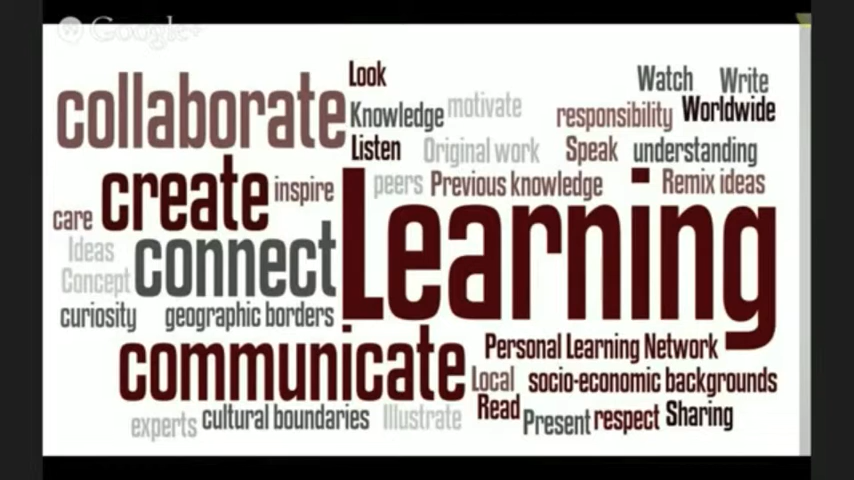 Google+
Look
Watch
Write
collaborate
Knowledge
motivate
responsibility
Worldwide
Listen
Original work
Speak
understanding
create
inspire
peers
Previous knowledge
Remix ideas
care
Learning
Ideas
connect
Concept
curiosity
geographic borders
communicate
Personal Learning Network
Local
socio-economic backgrounds
Read
experts
cultural boundaries
Illustrate
Present
respect
Sharing